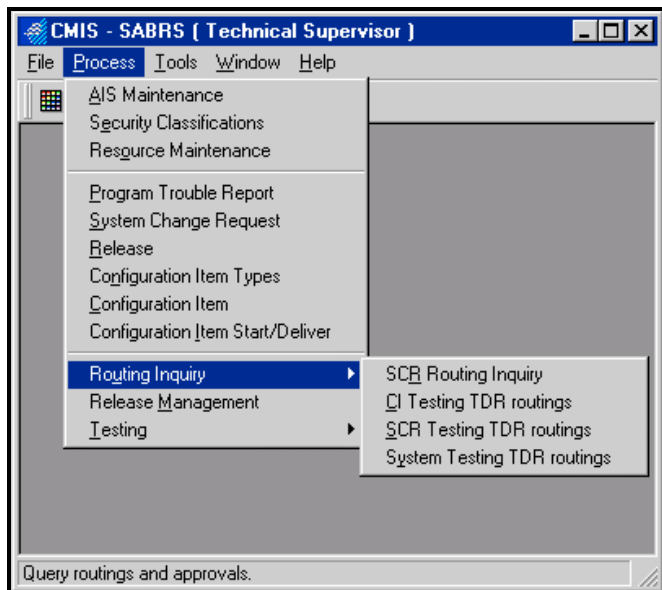 CMIS - SABRS ( Technical Supervisor )
File Process Tools Window Help
AIS Maintenance
Security Classifications
Resource Maintenance
Program Trouble Report
System Change Request
Release
Configuration Item Types
Configuration Item
Configuration Item Start/Deliver
Routing Inquiry
Release Management
Testing
SCR Routing Inquiry
CI Testing TDR routings
SCR Testing TDR routings
System Testing TDR routings
Query routings and approvals.